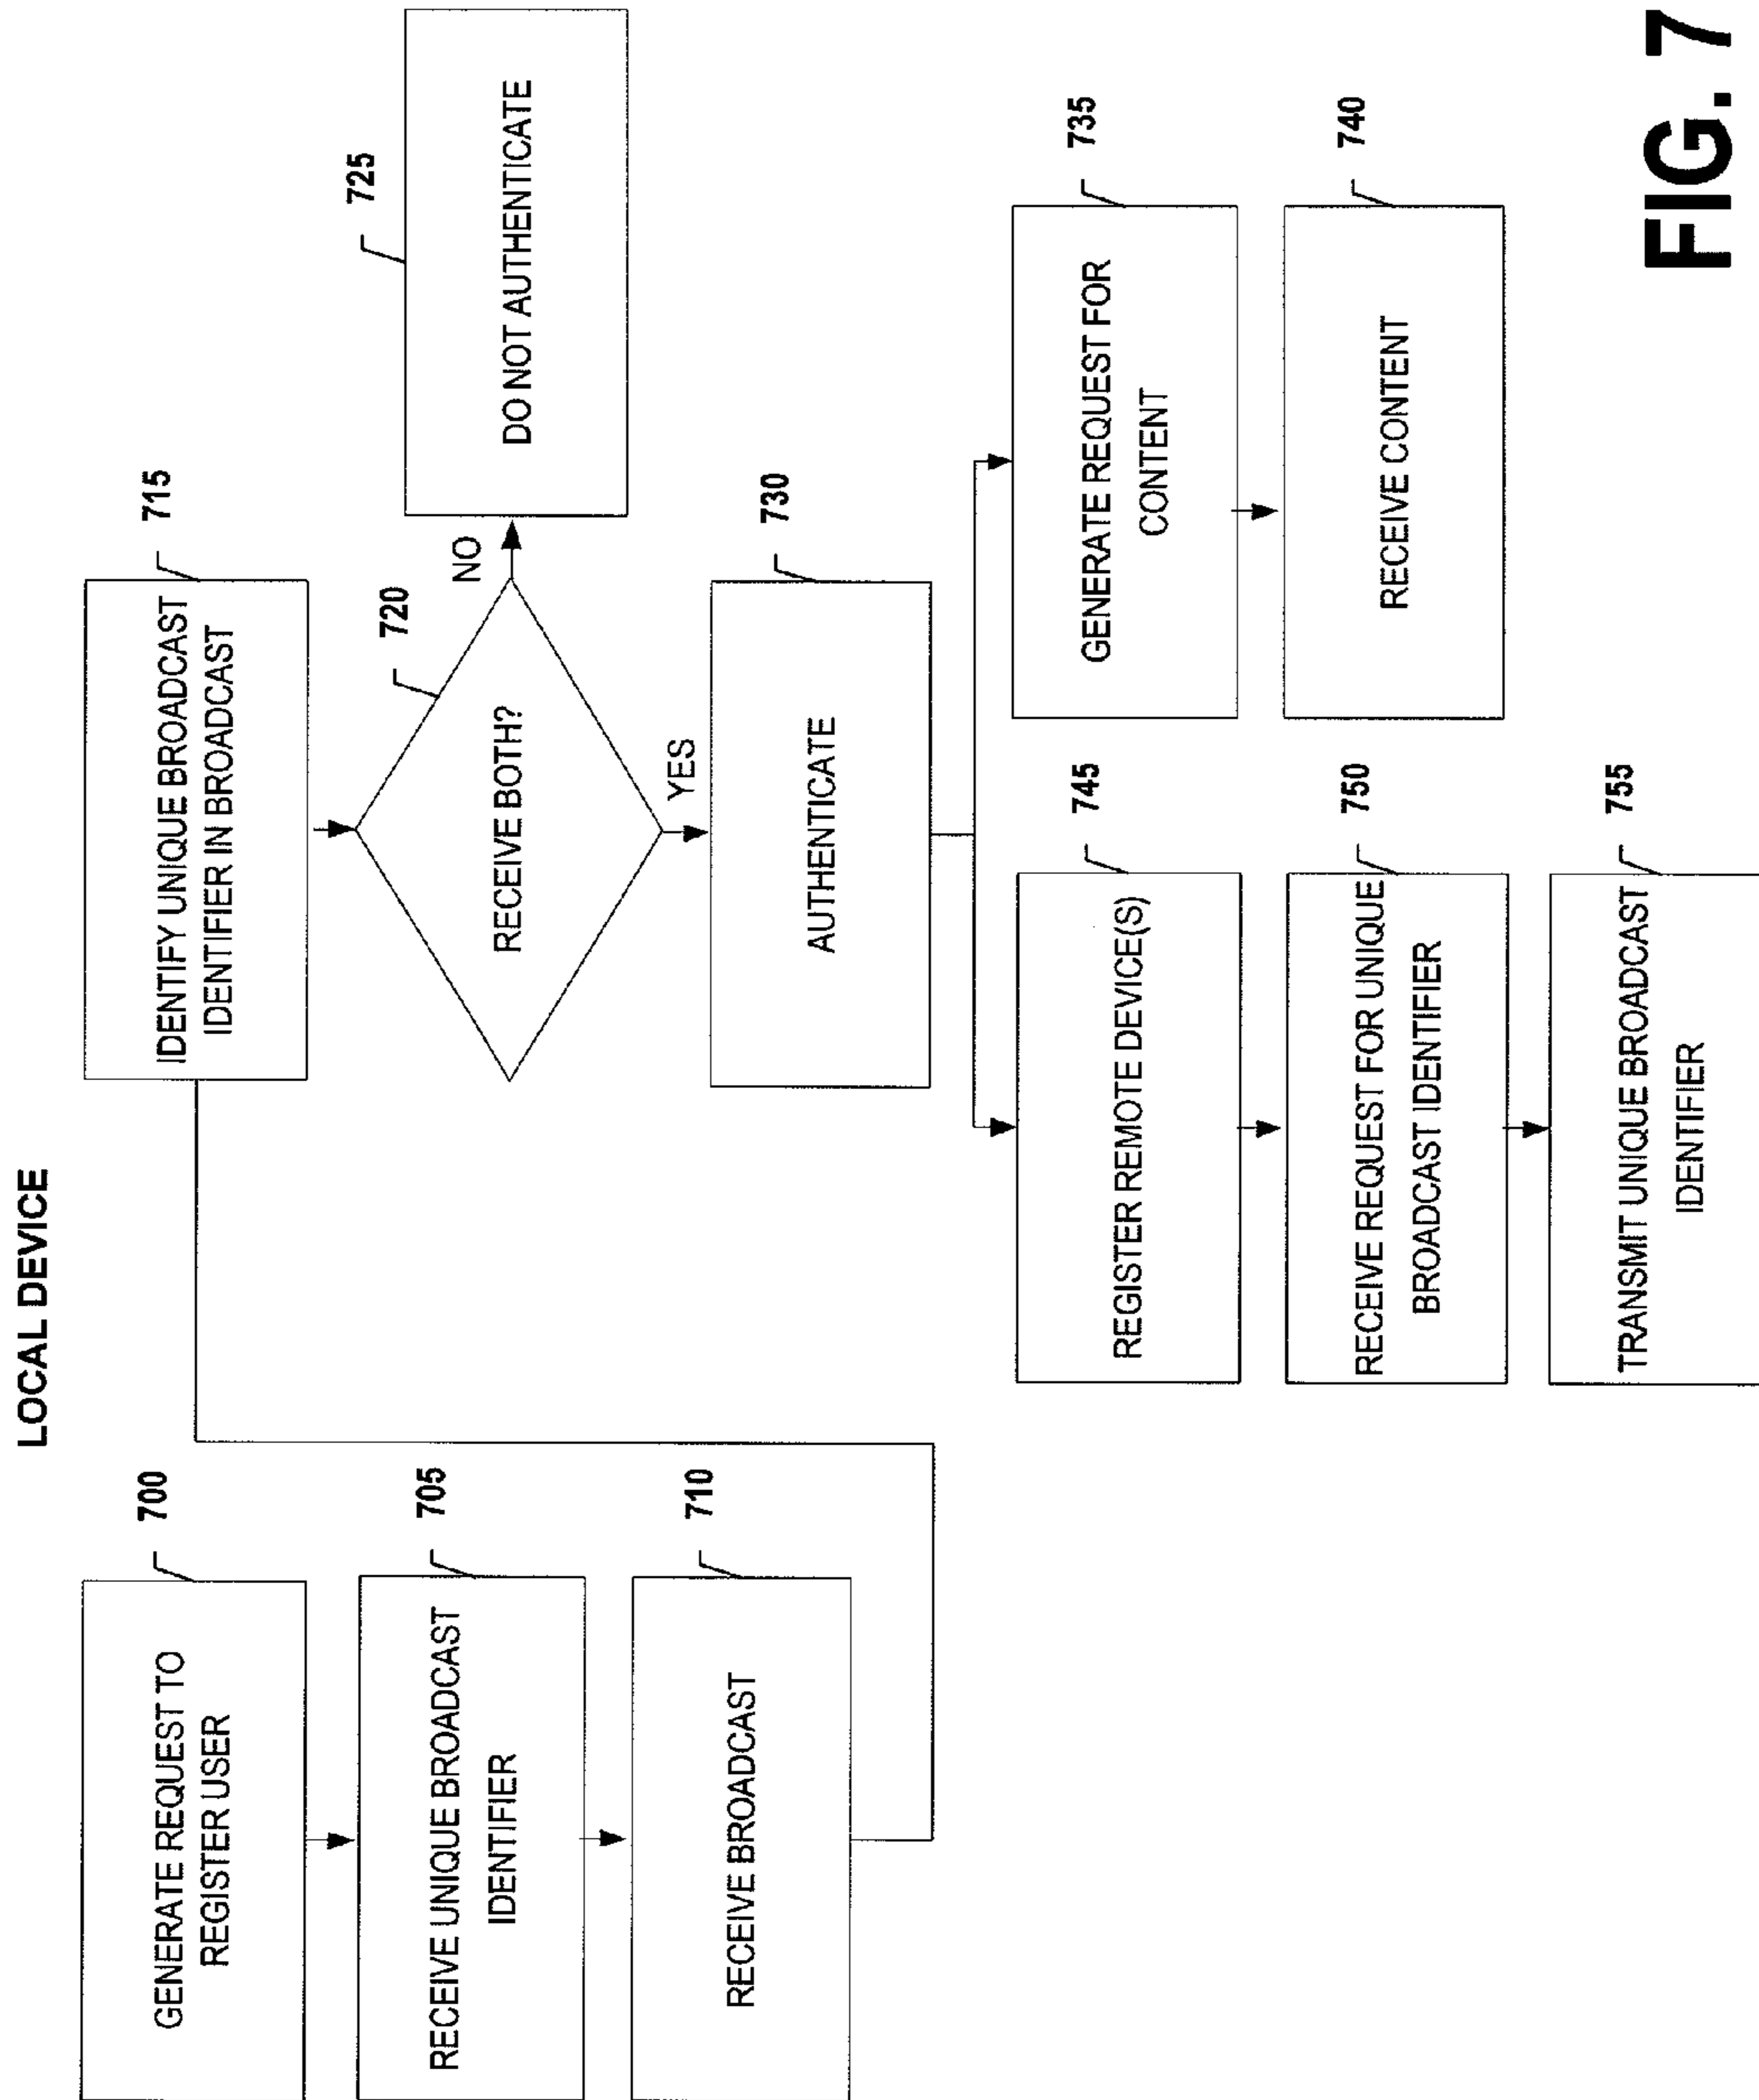 LOCAL DEVICE
700
GENERATE REQUEST TO
REGISTER USER
705
RECEIVE UNIQUE BROADCAST
IDENTIFIER
710
RECEIVE BROADCAST
715
IDENTIFY UNIQUE BROADCAST
IDENTIFIER IN BROADCAST
720
RECEIVE BOTH?
NO
725
DO NOT AUTHENTICATE
YES
730
AUTHENTICATE
735
GENERATE REQUEST FOR
CONTENT
740
RECEIVE CONTENT
745
REGISTER REMOTE DEVICE(S)
750
RECEIVE REQUEST FOR UNIQUE
BROADCAST IDENTIFIER
755
TRANSMIT UNIQUE BROADCAST
IDENTIFIER
FIG. 7